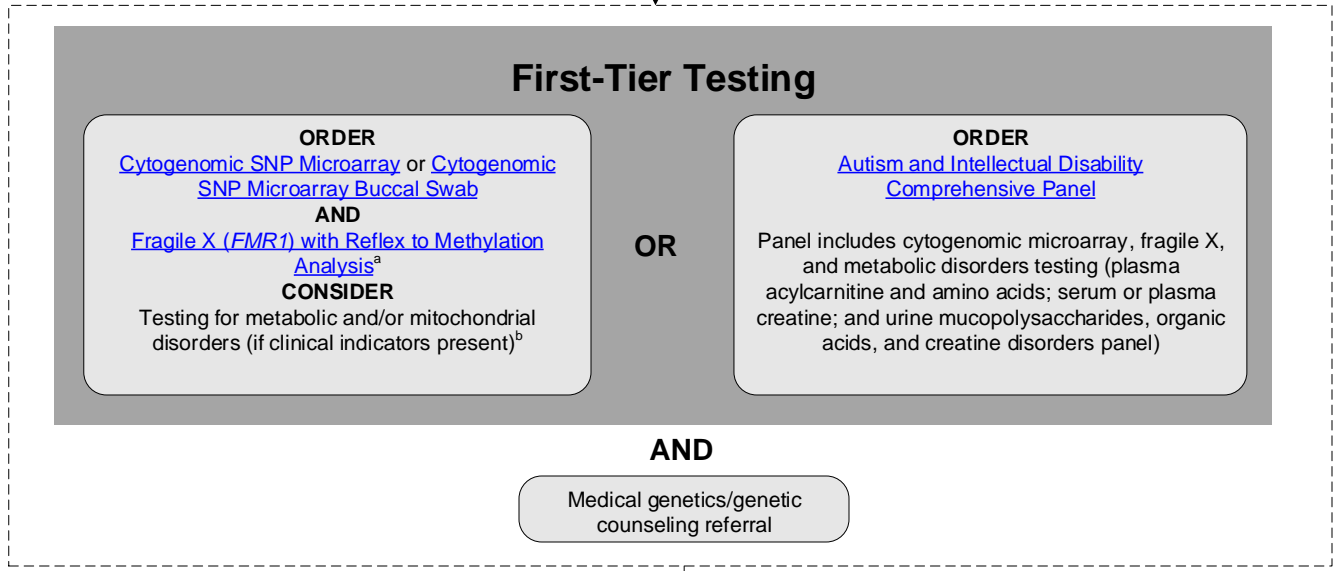 First-Tier Testing
ORDER
Cytogenomic SNP Microarray or Cytogenomic
SNP Microarray Buccal Swab
AND
Fragile X (FMR1) with Reflex to Methylation
Analysisa
CONSIDER
Testing for metabolic and/or mitochondrial
disorders (if clinical indicators present)b
OR
ORDER
Autism and Intellectual Disability
Comprehensive Panel
Panel includes cytogenomic microarray, fragile X,
and metabolic disorders testing (plasma
acylcarnitine and amino acids; serum or plasma
creatine; and urine mucopolysaccharides, organic
acids, and creatine disorders panel)
AND
Medical genetics/genetic
counseling referral